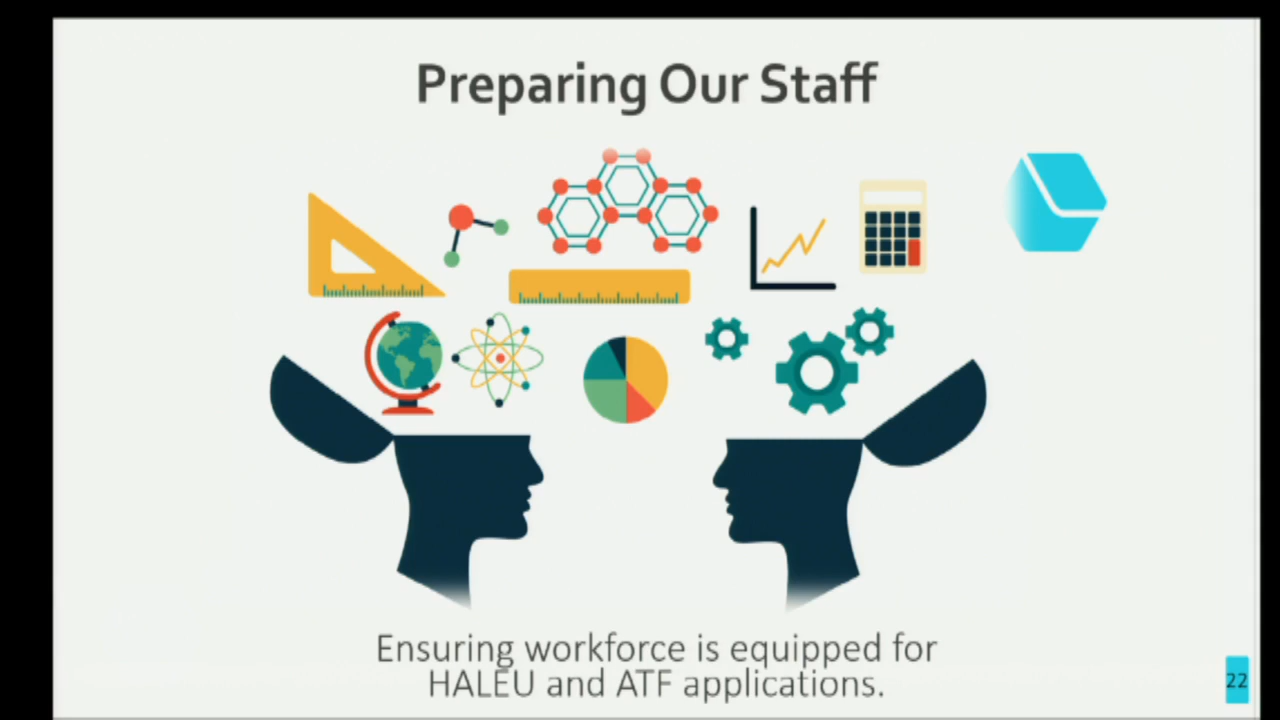 Preparing Our Staff
Ensuring workforce is equipped for
HALEU and ATF applications.
22